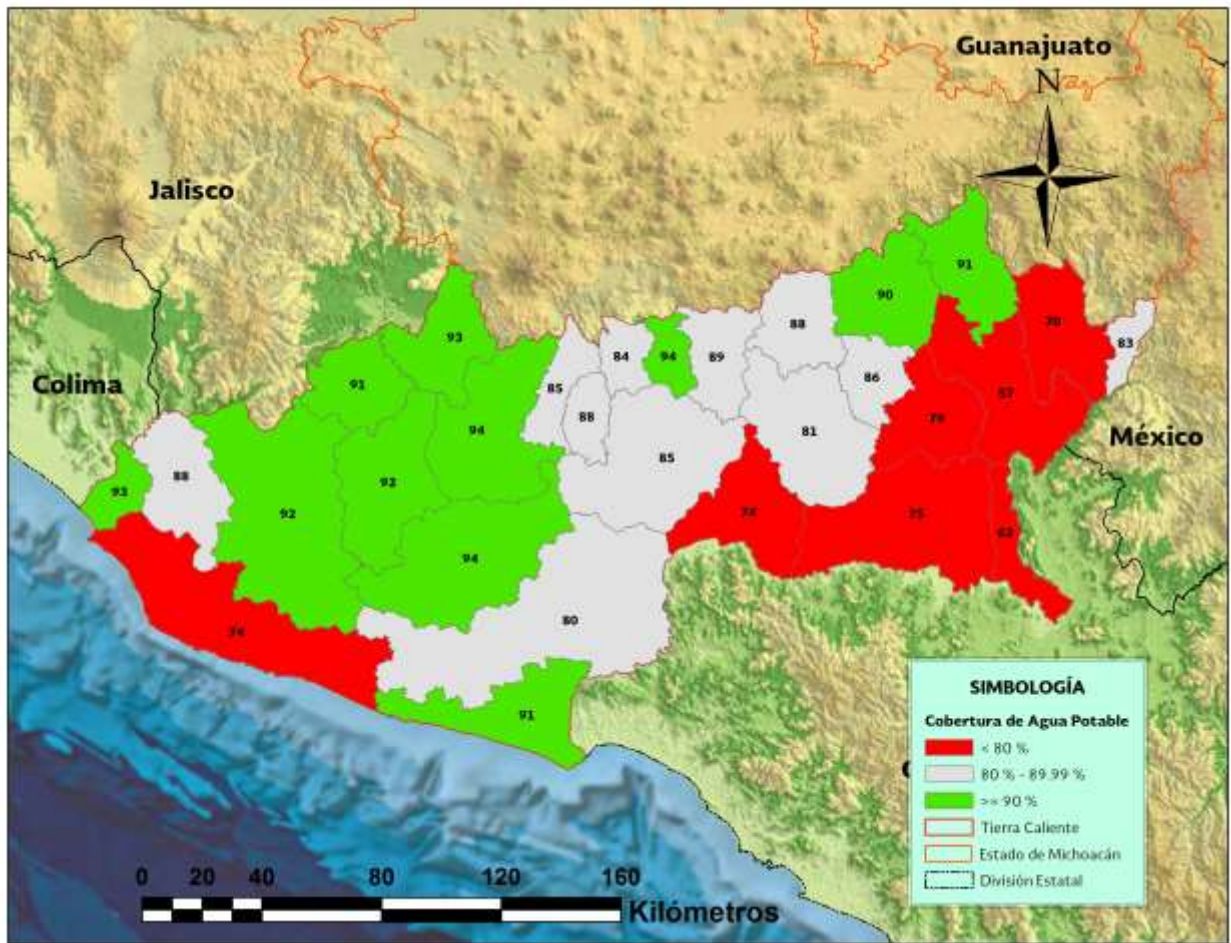 Guanajuato
N
Jalisco
91
90
70
93
88
83
84
94
89
91
85
86
Colima
88
57
94
79
81
México
85
88
92
93
92
75
94
62
80
74
91
SIMBOLOGÍA
Cobertura de Agua Potable
< 80 %
80 % - 89.99 %
>= 90 %
Tierra Caliente
Estado de Michoacán
División Estatal
0 20 40 80 120 160
Kilómetros